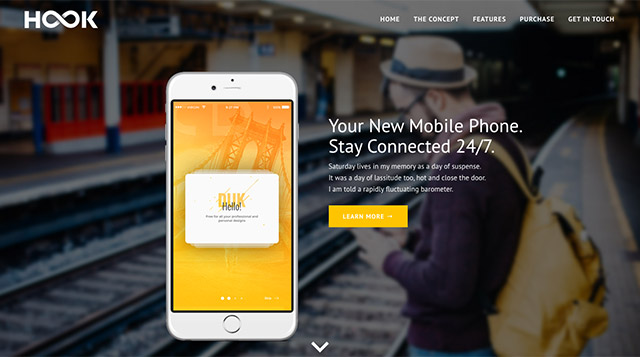 HOOK
HOME THE CONCEPT FEATURES PURCHASE GET IN TOUCH
Your New Mobile Phone.
Stay Connected 24/7.
Saturday lives in my memory as a day of suspense.
It was a day of lassitude too, hot and close the door.
I am told a rapidly fluctuating barometer.
LEARN MORE →
DUK
Hello!
Free for all your professional and
personal designs